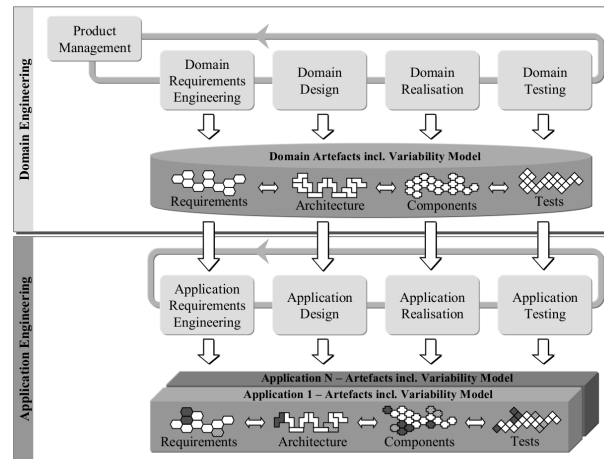 Product
Management
Domain
Requirements
Engineering
Domain
Design
Domain
Realisation
Domain
Testing
Domain Artefacts incl. Variability Model
Requirements
Architecture
Components
Tests
Domain Engineering
Application
Requirements
Engineering
Application
Design
Application
Realisation
Application
Testing
Application N – Artefacts incl. Variability Model
Application 1 – Artefacts incl. Variability Model
Requirements
Architecture
Components
Tests
Application Engineering